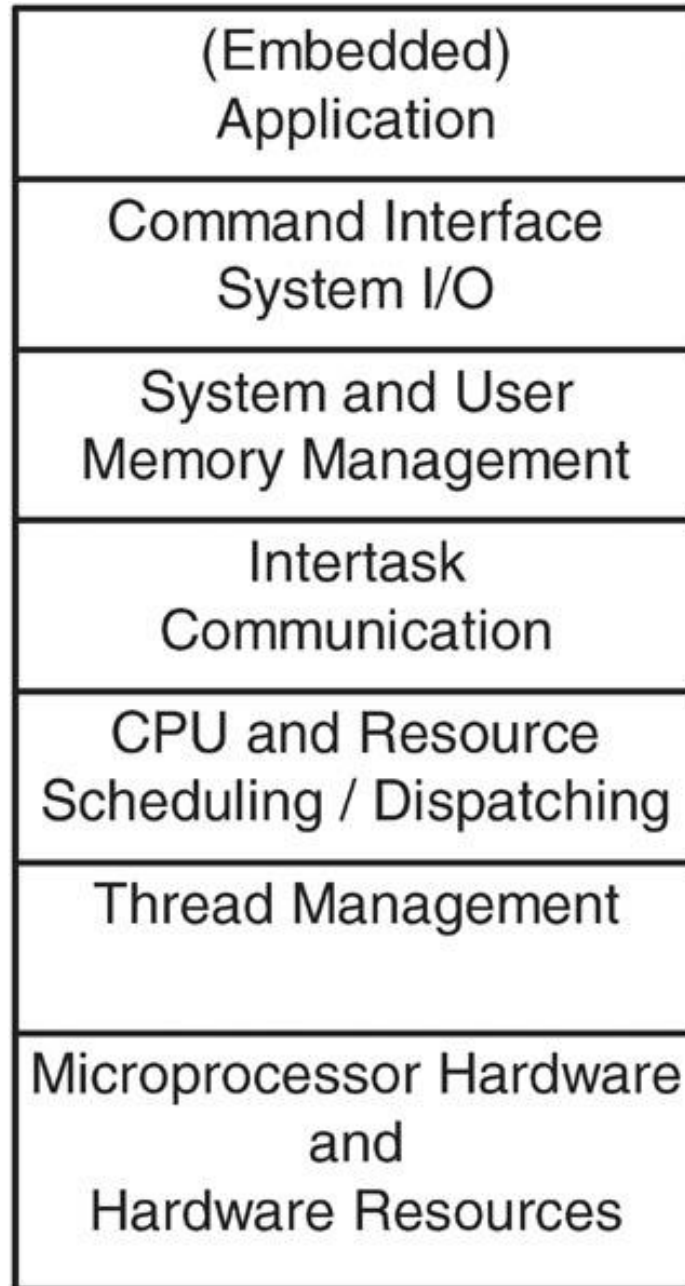 (Embedded)
Application
Command Interface
System I/O
System and User
Memory Management
Intertask
Communication
CPU and Resource
Scheduling / Dispatching
Thread Management
Microprocessor Hardware
and
Hardware Resources